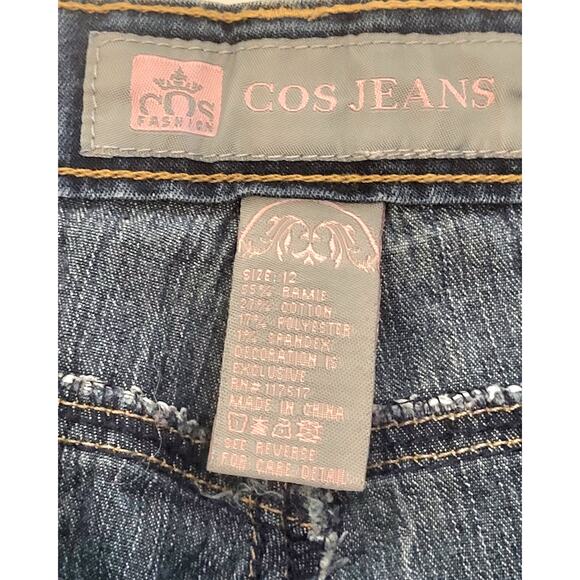 COS
FASHION
COS JEANS
SIZE: 12
55% RAMIE
27% COTTON
17% POLYESTER
1% SPANDEX
DECORATION IS
EXCLUSIVE
RN#117517
MADE IN CHINA
SEE REVERSE
FOR CARE DETAIL